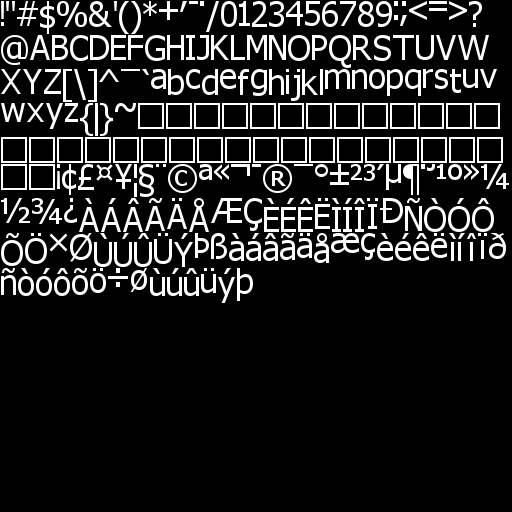 !"#$%&'()*+,-./0123456789:;<=>?
@ABCDEFGHIJKLMNOPQRSTUVW
XYZ[\]^_`abcdefghijklmnopqrstuv
wxyz{|}~□□□□□□□□□□□□□
□□□□□□□□□□□□□□□□□□
□□¡¢£¤¥¦§¨©ª«¬-®¯°±²³´µ¶·¸¹º»¼
½¾¿ÀÁÂÃÄÅÆÇÈÉÊËÌÍÎÏÐÑÒÓÔ
ÕÖ×ØÙÚÛÜÝÞßàáâãäåæçèéêëìíîïð
ñòóôõö÷øùúûüýþ